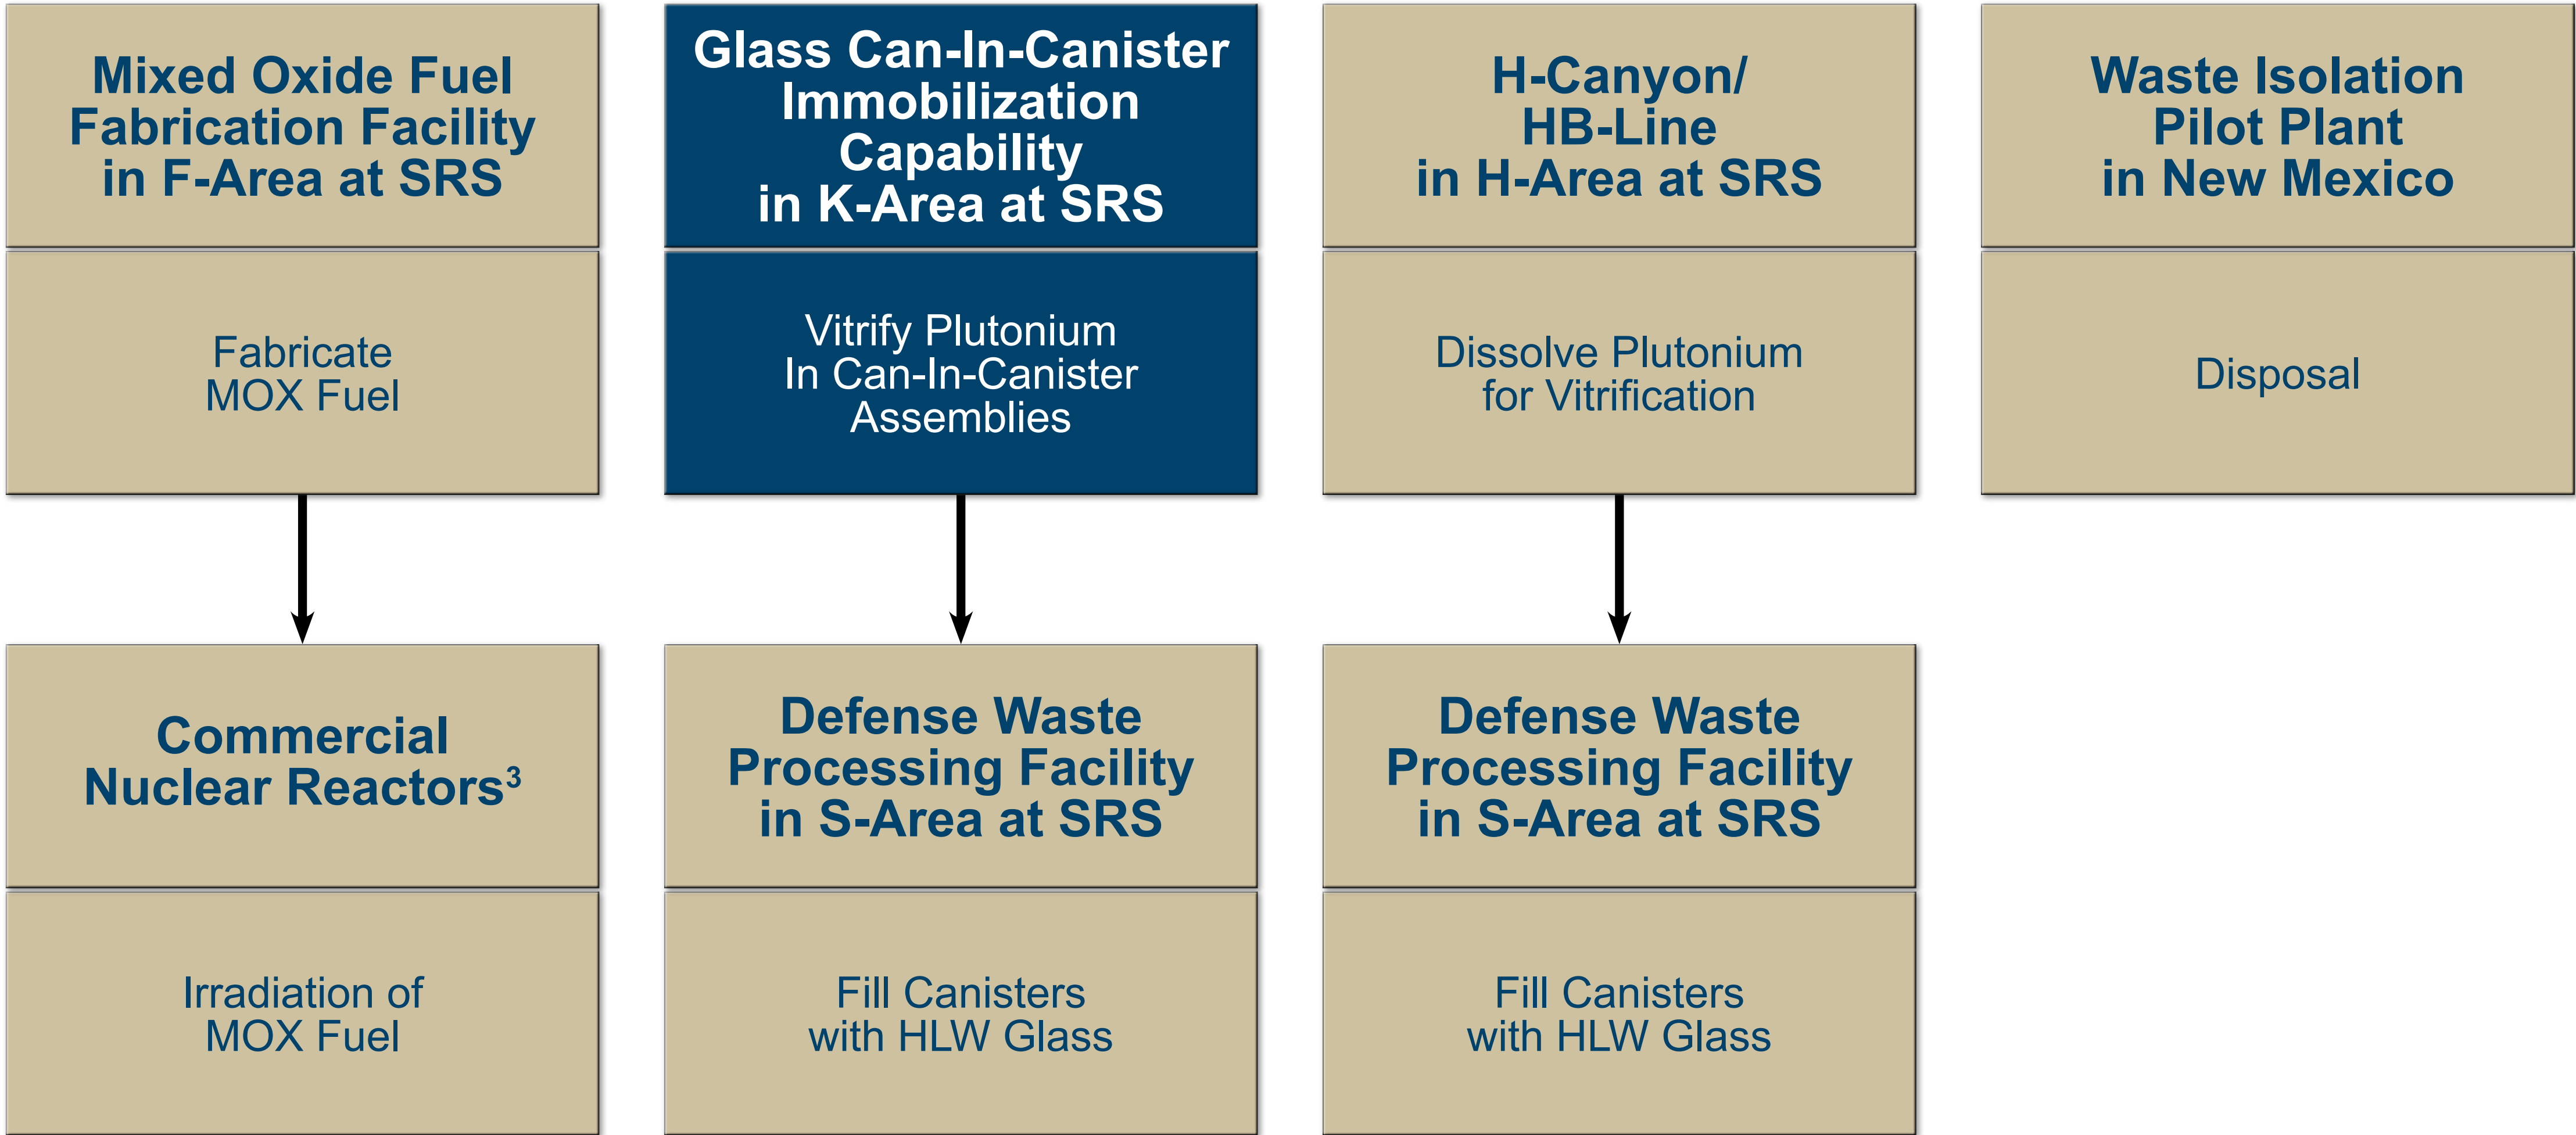 Mixed Oxide Fuel
Fabrication Facility
in F-Area at SRS
Fabricate
MOX Fuel
Glass Can-In-Canister
Immobilization
Capability
in K-Area at SRS
Vitrify Plutonium
In Can-In-Canister
Assemblies
H-Canyon/
HB-Line
in H-Area at SRS
Dissolve Plutonium
for Vitrification
Waste Isolation
Pilot Plant
in New Mexico
Disposal
Commercial
Nuclear Reactors³
Irradiation of
MOX Fuel
Defense Waste
Processing Facility
in S-Area at SRS
Fill Canisters
with HLW Glass
Defense Waste
Processing Facility
in S-Area at SRS
Fill Canisters
with HLW Glass